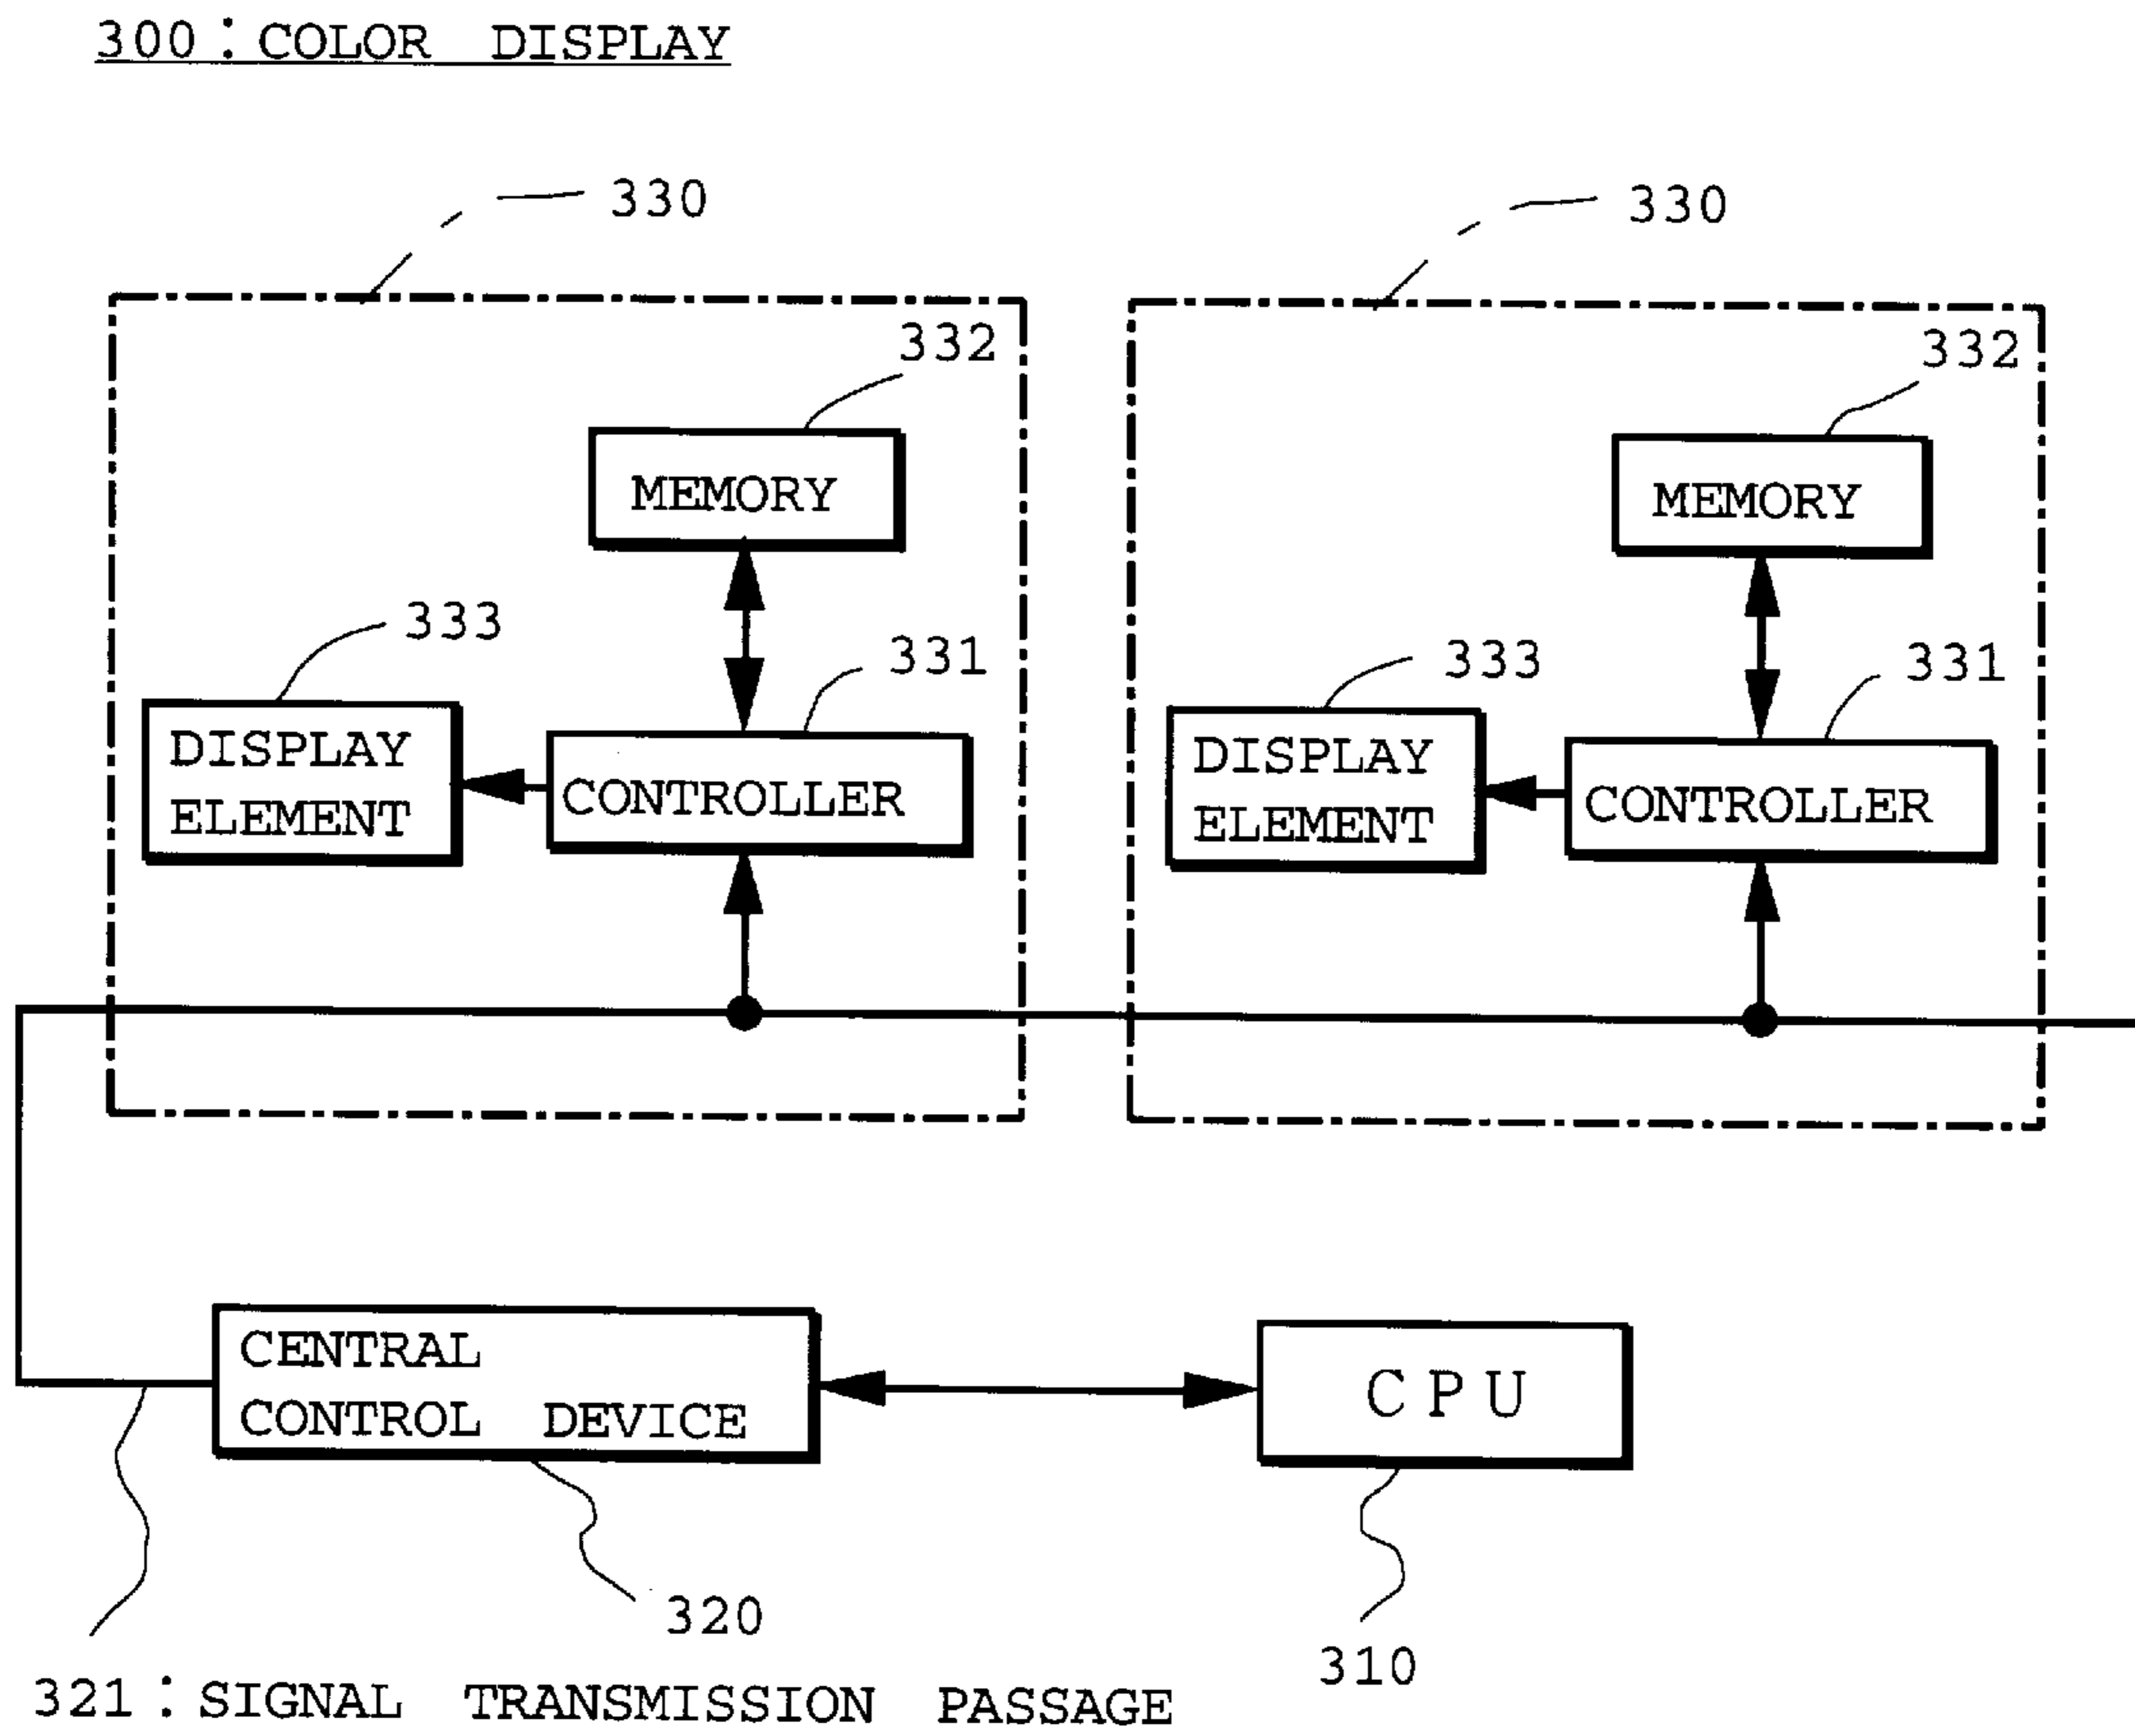 300 : COLOR DISPLAY
330
330
332
332
MEMORY
MEMORY
333
331
333
331
DISPLAY
ELEMENT
CONTROLLER
DISPLAY
ELEMENT
CONTROLLER
CENTRAL
CONTROL DEVICE
CPU
320
310
321 : SIGNAL TRANSMISSION PASSAGE